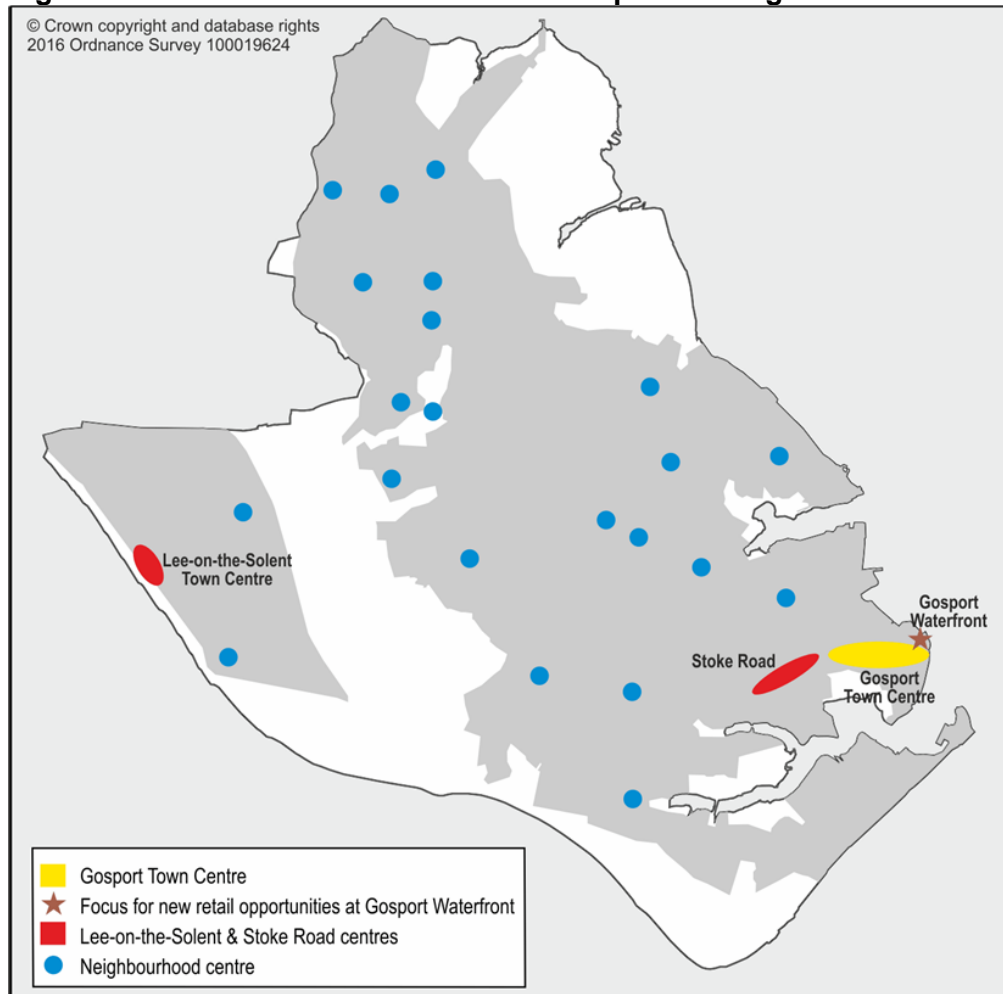 © Crown copyright and database rights
2016 Ordnance Survey 100019624
Lee-on-the-Solent
Town Centre
Gosport
Waterfront
Stoke Road
Gosport
Town Centre
Gosport Town Centre
Focus for new retail opportunities at Gosport Waterfront
Lee-on-the-Solent & Stoke Road centres
Neighbourhood centre